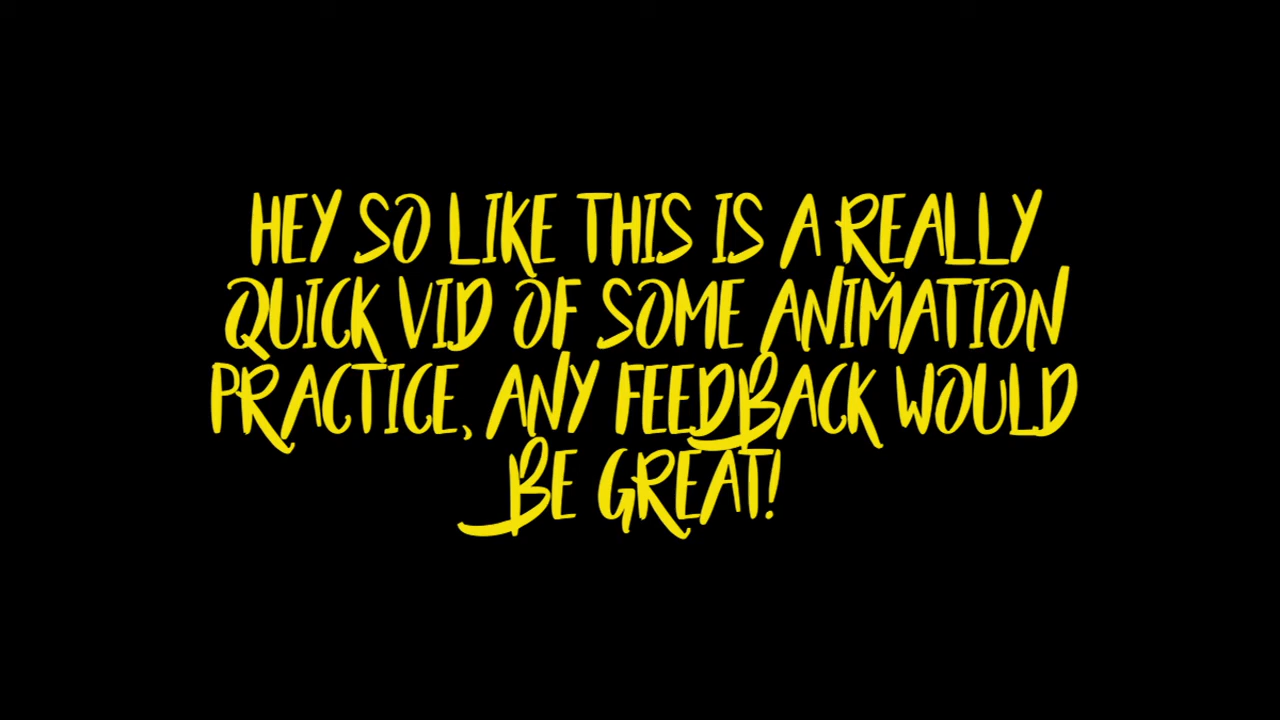 HEY SO LIKE THIS IS A REALLY
QUICK VID OF SOME ANIMATION
PRACTICE, ANY FEEDBACK WOULD
BE GREAT!